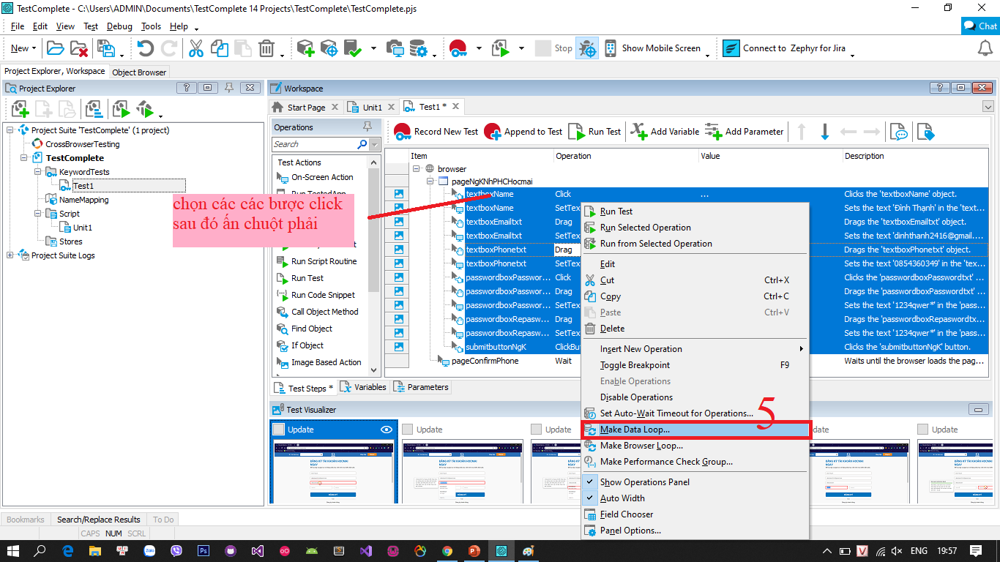 TestComplete - C:\Users\ADMIN\Documents\TestComplete 14 Projects\TestComplete\TestComplete.pjs
File Edit View Test Debug Tools Help
Chat
New Stop Show Mobile Screen Connect to Zephyr for Jira
Project Explorer, Workspace Object Browser
Project Explorer
Workspace
Start Page Unit1 Test1 *
Project Suite 'TestComplete' (1 project)
CrossBrowserTesting
TestComplete
KeywordTests
Test1
NameMapping
Script
Unit1
Stores
Project Suite Logs
chọn các các bược click
sau đó ấn chuột phải
Operations
Search
Test Actions
On-Screen Action
Run Script Routine
Run Test
Run Code Snippet
Call Object Method
Find Object
If Object
Image Based Action
Record New Test Append to Test Run Test Add Variable Add Parameter
Item Operation Value Description
browser
pageNgKNhPHCHocmai
textboxName Click ... Clicks the 'textboxName' object.
textboxName SetTex Sets the text 'Đinh Thanh' in the 'text...
textboxEmailtxt Drag Drags the 'textboxEmailtxt' object.
textboxEmailtxt SetTex Sets the text 'dinhthanh2416@gmail....
textboxPhonetxt Drag Drags the 'textboxPhonetxt' object.
textboxPhonetxt SetTex Sets the text '0854360349' in the 'tex...
passwordboxPasswor... Click Clicks the 'passwordboxPasswordtxt' ...
passwordboxPasswor... Drag Drags the 'passwordboxPasswordtxt' ...
passwordboxPasswor... SetTex Sets the text '1234qwer*' in the 'pass...
passwordboxRepasw... Drag Drags the 'passwordboxRepaswordtx...
passwordboxRepasw... SetTex Sets the text '1234qwer*' in the 'pass...
submitbuttonNgK ClickBu Clicks the 'submitbuttonNgK' button.
pageConfirmPhone Wait Waits until the browser loads the pag...
Run Test
Run Selected Operation
Run from Selected Operation
Edit
Cut Ctrl+X
Copy Ctrl+C
Paste Ctrl+V
Delete
Insert New Operation
Toggle Breakpoint F9
Enable Operations
Disable Operations
Set Auto-Wait Timeout for Operations...
5
Make Data Loop...
Make Browser Loop...
Make Performance Check Group...
Show Operations Panel
Auto Width
Field Chooser
Panel Options...
Test Steps * Variables Parameters
Test Visualizer
Update Update Update Update
Bookmarks Search/Replace Results To Do
CAPS NUM SCRL
ENG 19:57